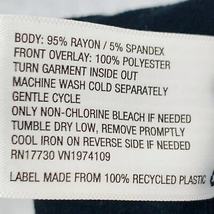 BODY: 95% RAYON / 5% SPANDEX
FRONT OVERLAY: 100% POLYESTER
TURN GARMENT INSIDE OUT
MACHINE WASH COLD SEPARATELY
GENTLE CYCLE
ONLY NON-CHLORINE BLEACH IF NEEDED
TUMBLE DRY LOW, REMOVE PROMPTLY
COOL IRON ON REVERSE SIDE IF NEEDED
RN17730 VN1974109
LABEL MADE FROM 100% RECYCLED PLASTIC